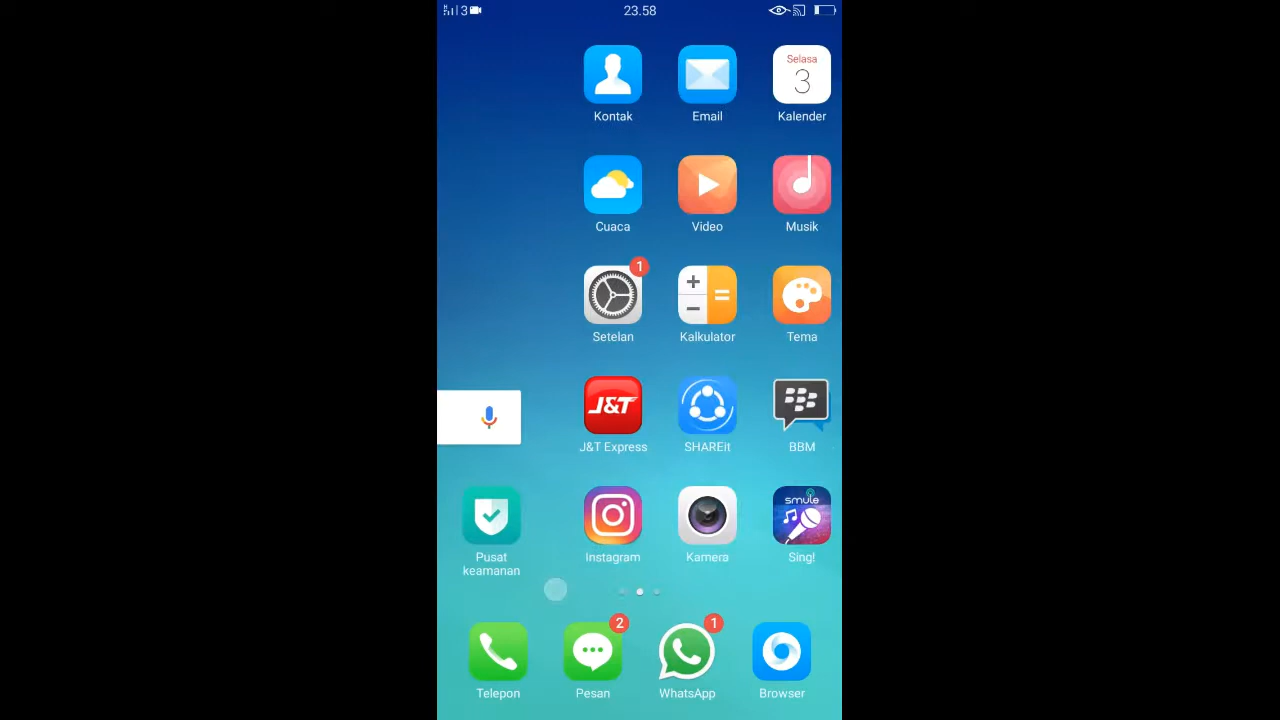 3
23.58
Selasa
3
Kontak
Email
Kalender
Cuaca
Video
Musik
1
Setelan
Kalkulator
Tema
J&T
J&T Express
SHAREit
BBM
smule
Pusat
keamanan
Instagram
Kamera
Sing!
2
1
Telepon
Pesan
WhatsApp
Browser